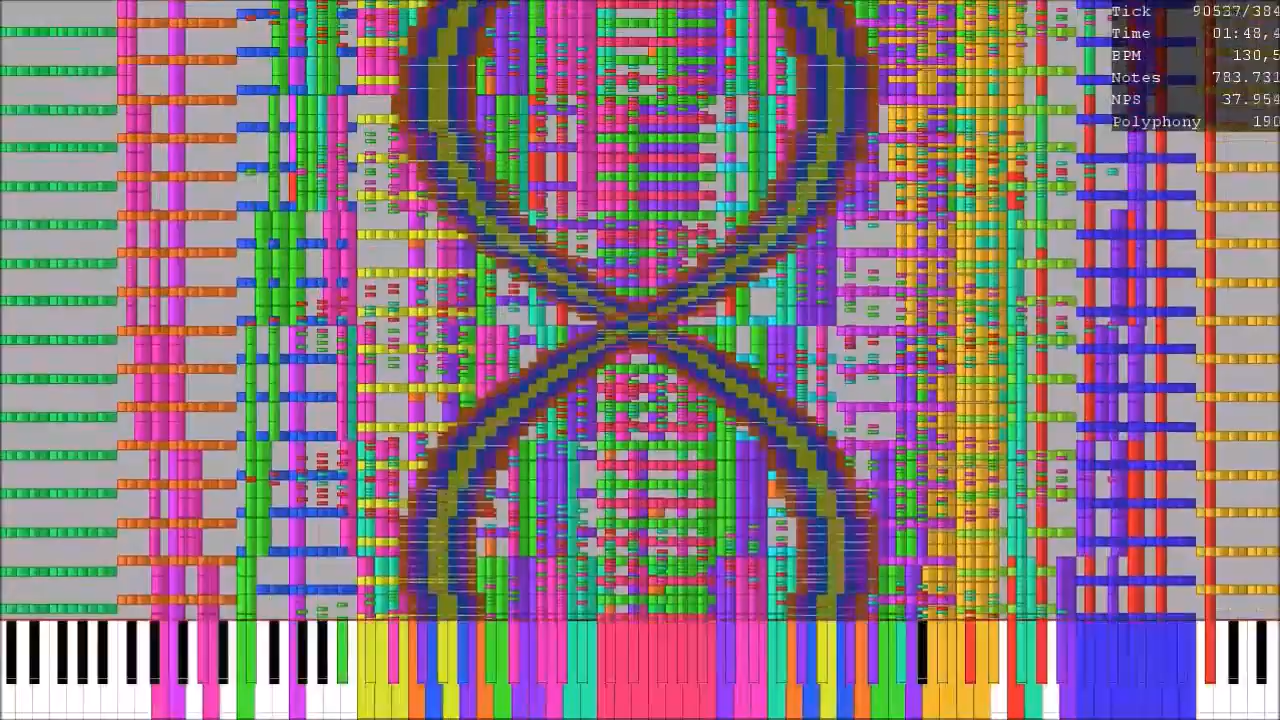 Tick 90537/384
Time 01:48,4
BPM 130,5
Notes 783.731
NPS 37.954
Polyphony 190